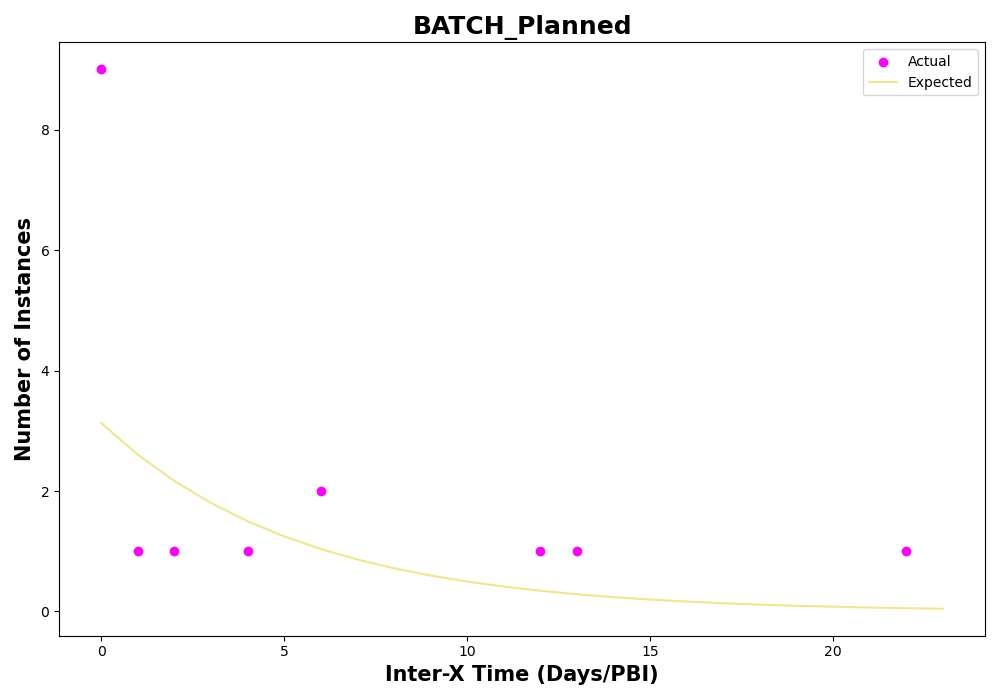 BATCH_Planned
Actual
Expected
Number of Instances
8
6
4
2
0
0 5 10 15 20
Inter-X Time (Days/PBI)